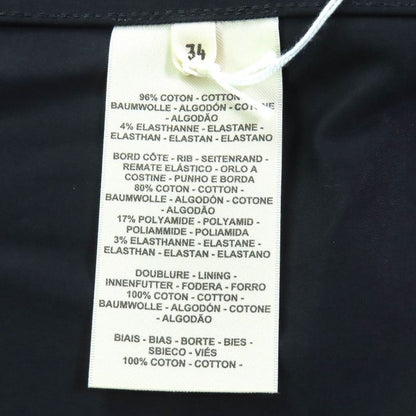 34
96% COTON - COTTON -
BAUMWOLLE - ALGODÓN - COTONE
- ALGODÃO
4% ELASTHANNE - ELASTANE -
ELASTHAN - ELASTAN - ELASTANO
BORD CÔTE - RIB - SEITENRAND -
REMATE ELÁSTICO - ORLO A
COSTINE - PUNHO E BORDA
80% COTON - COTTON -
BAUMWOLLE - ALGODÓN - COTONE
- ALGODÃO
17% POLYAMIDE - POLYAMID -
POLIAMMIDE - POLIAMIDA
3% ELASTHANNE - ELASTANE -
ELASTHAN - ELASTAN - ELASTANO
DOUBLURE - LINING -
INNENFUTTER - FODERA - FORRO
100% COTON - COTTON -
BAUMWOLLE - ALGODÓN - COTONE
- ALGODÃO
BIAIS - BIAS - BORTE - BIES -
SBIECO - VIÉS
100% COTON - COTTON -